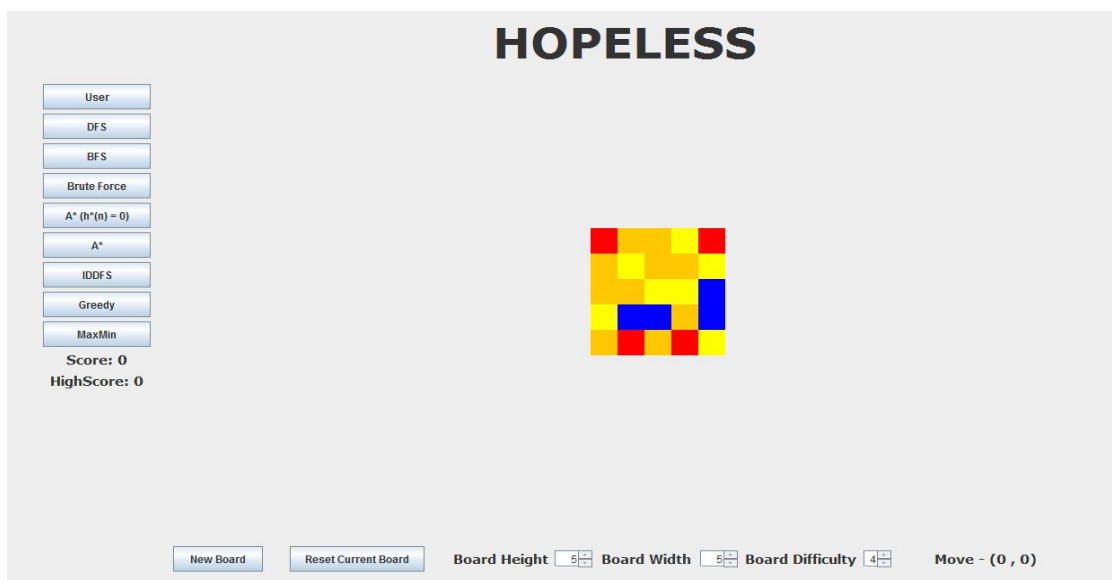 HOPELESS
User
DFS
BFS
Brute Force
A* (h*(n) = 0)
A*
IDDFS
Greedy
MaxMin
Score: 0
HighScore: 0
New Board Reset Current Board Board Height 5 Board Width 5 Board Difficulty 4 Move - (0 , 0)